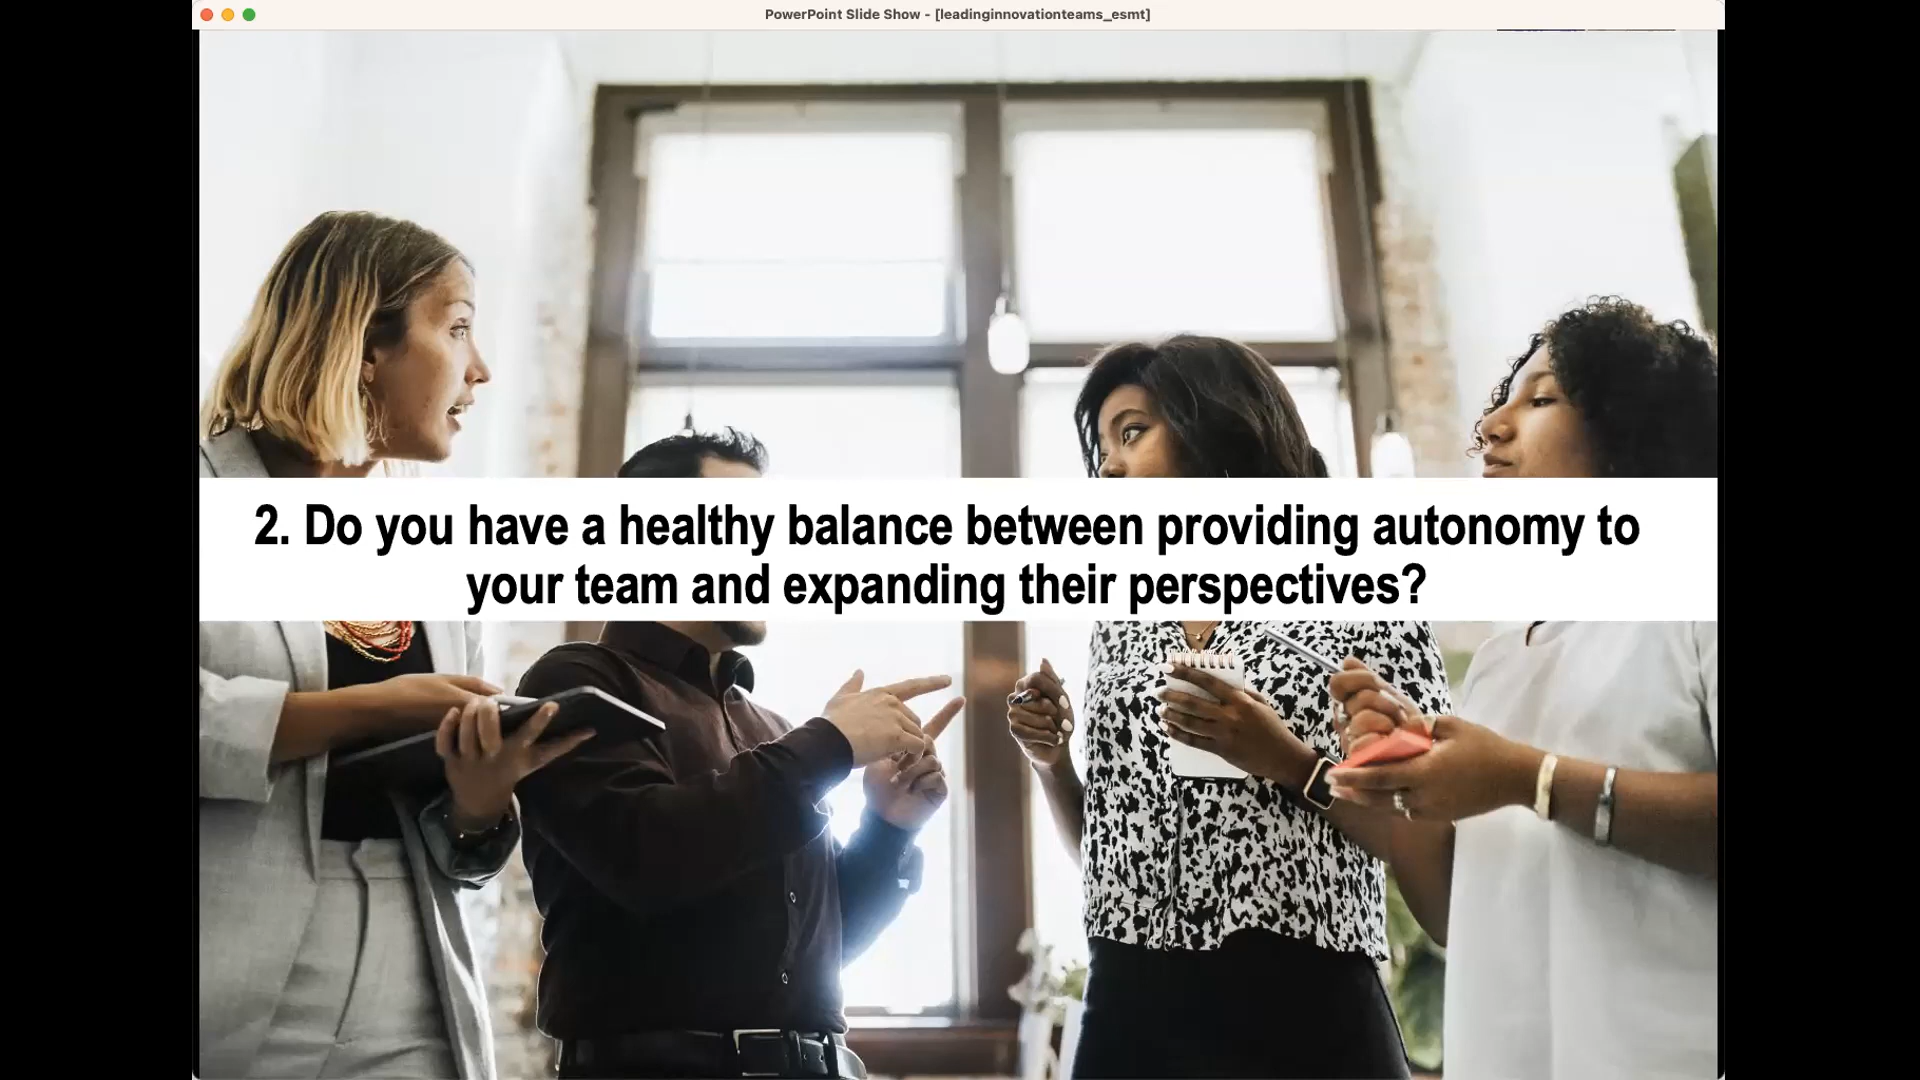 PowerPoint Slide Show - [leadinginnovationteams_esmt]
2. Do you have a healthy balance between providing autonomy to
your team and expanding their perspectives?